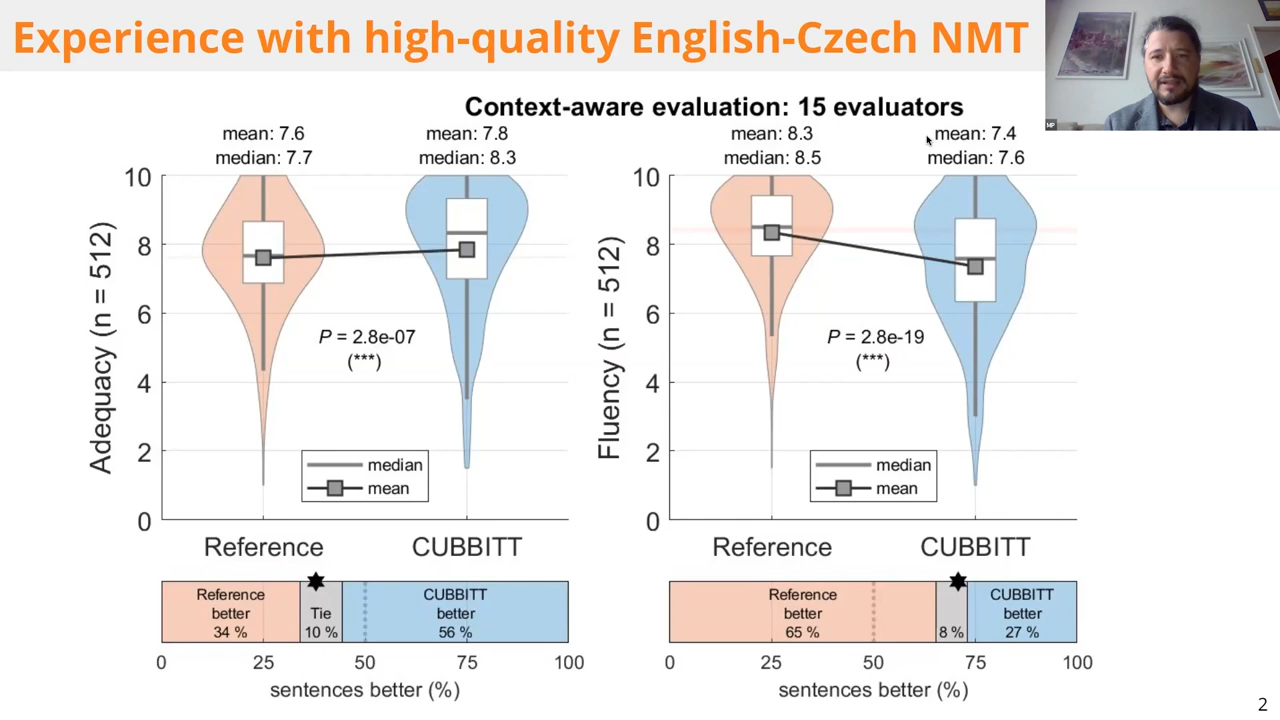 Experience with high-quality English-Czech NMT
MP
Context-aware evaluation: 15 evaluators
mean: 7.6
median: 7.7
mean: 7.8
median: 8.3
Adequacy (n = 512)
10
8
6
4
2
0
P = 2.8e-07
(***)
median
mean
Reference
CUBBITT
Reference
better
34 %
Tie
10 %
CUBBITT
better
56 %
0 25 50 75 100
sentences better (%)
mean: 8.3
median: 8.5
mean: 7.4
median: 7.6
Fluency (n = 512)
10
8
6
4
2
0
P = 2.8e-19
(***)
median
mean
Reference
CUBBITT
Reference
better
65 %
8 %
CUBBITT
better
27 %
0 25 50 75 100
sentences better (%)
2